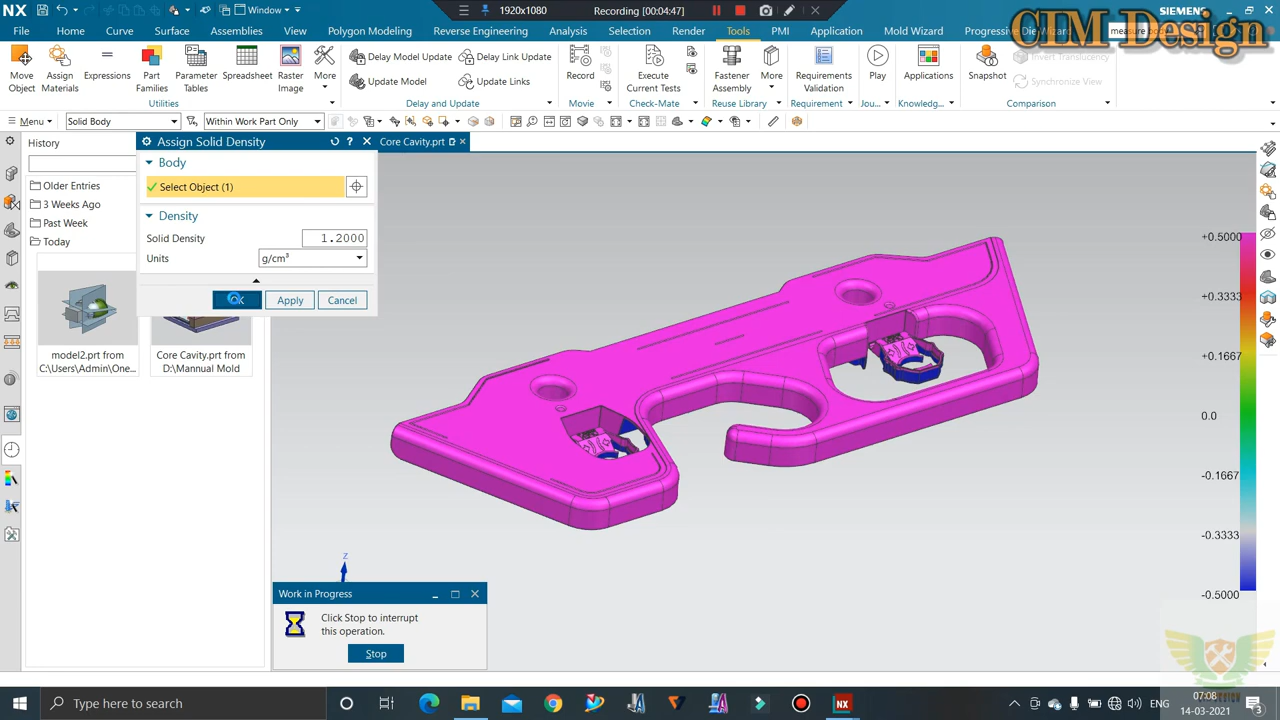 NX
Window
1920x1080
Recording [00:04:47]
SIEMENS
CIM Design
File
Home
Curve
Surface
Assemblies
View
Polygon Modeling
Reverse Engineering
Analysis
Selection
Render
Tools
PMI
Application
Mold Wizard
Progressive Die Wizard
Move Object
Assign Materials
Expressions
Part Families
Parameter Tables
Spreadsheet
Raster Image
More
Delay Model Update
Delay Link Update
Update Model
Update Links
Record
Execute Current Tests
Fastener Assembly
More
Requirements Validation
Play
Applications
Snapshot
Invert Translucency
Synchronize View
Utilities
Delay and Update
Movie
Check-Mate
Reuse Library
Requirement
Jou...
Knowledg...
Comparison
Menu
Solid Body
Within Work Part Only
History
Assign Solid Density
Core Cavity.prt
Body
Select Object (1)
Older Entries
3 Weeks Ago
Past Week
Today
Density
Solid Density
1.2000
Units
g/cm³
OK
Apply
Cancel
model2.prt from
C:\Users\Admin\One...
Core Cavity.prt from
D:\Mannual Mold
+0.5000
+0.3333
+0.1667
0.0
-0.1667
-0.3333
-0.5000
Z
Work in Progress
Click Stop to interrupt
this operation.
Stop
Type here to search
NX
ENG
07:08
14-03-2021
3